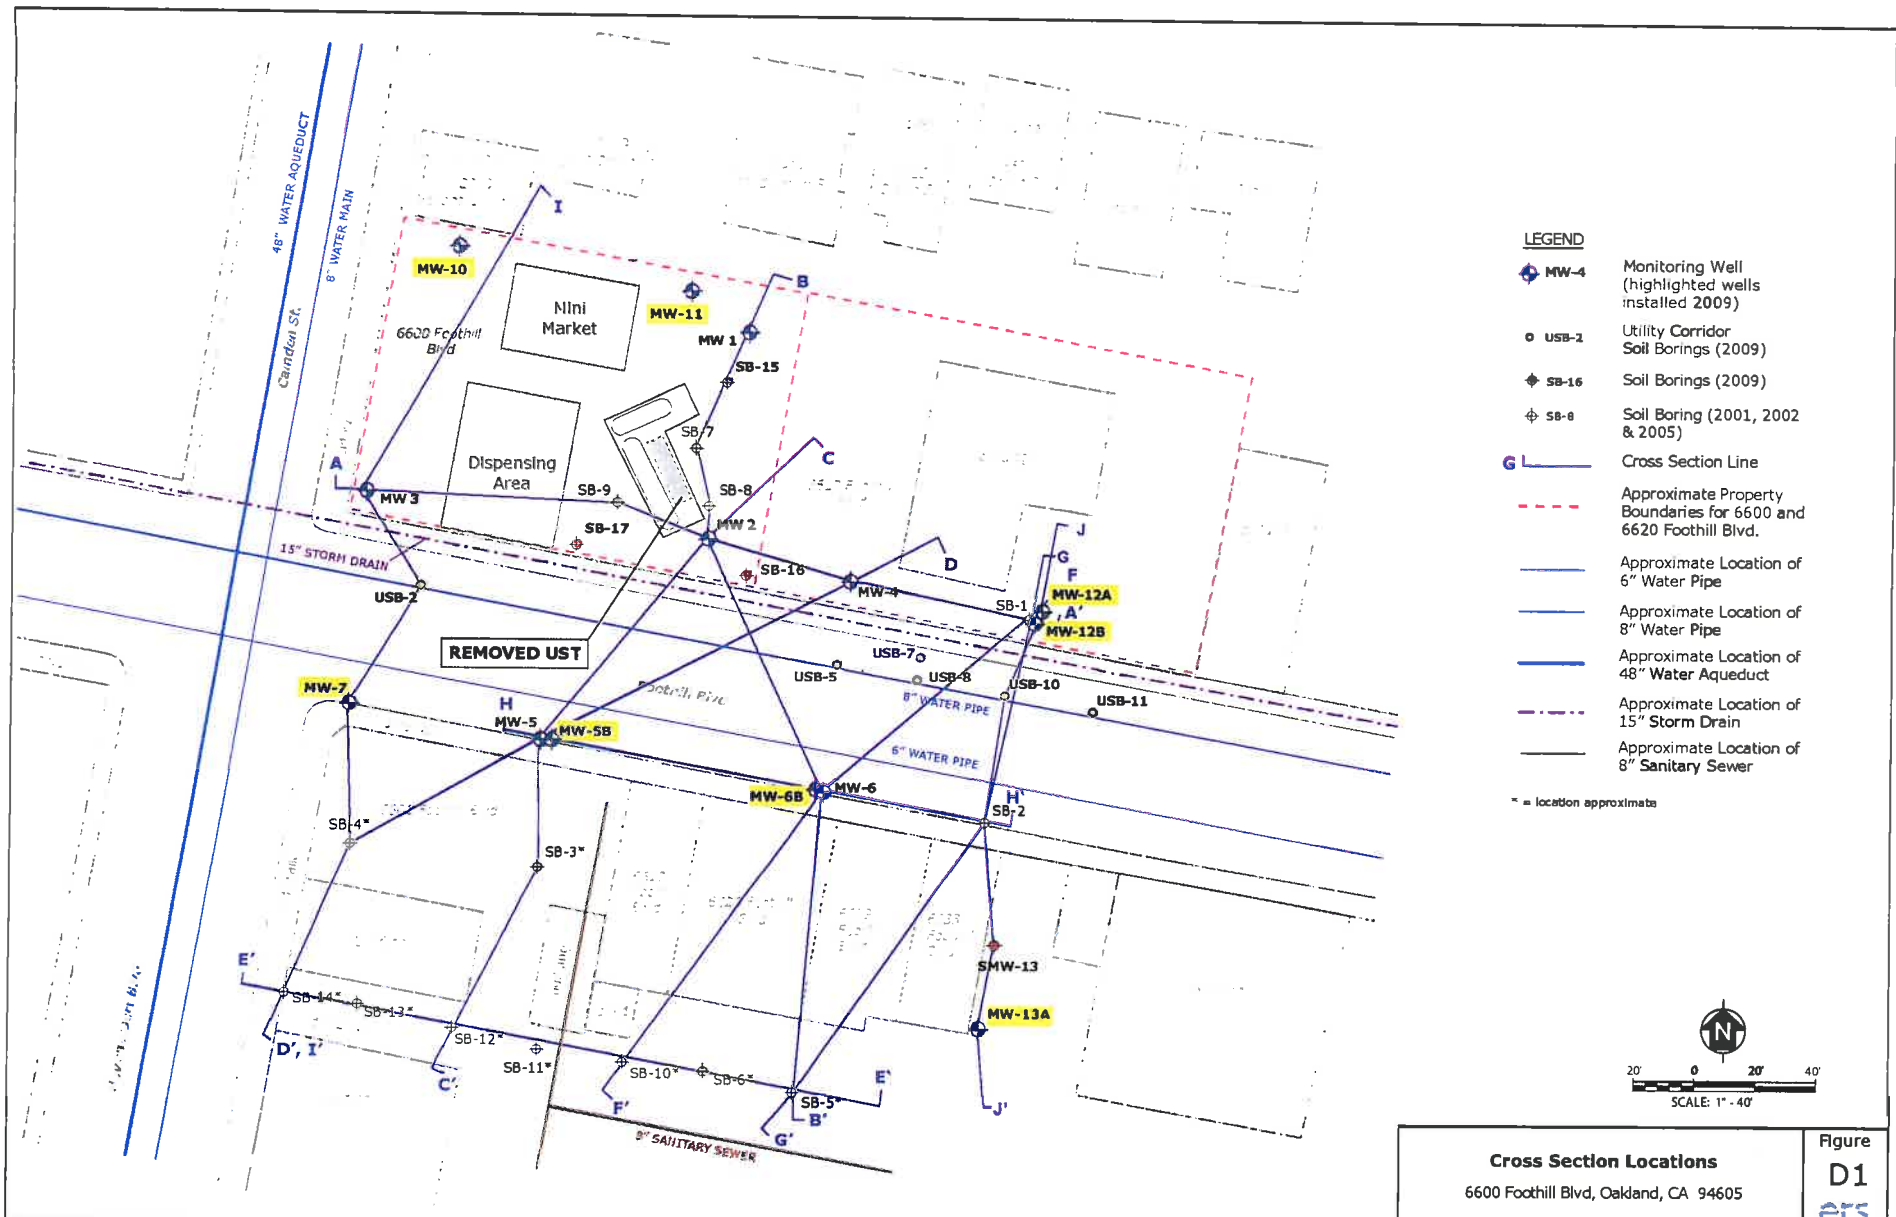 48" WATER AQUEDUCT
8" WATER MAIN
Camden St.
I
MW-10
B
MW-11
Mini
Market
6600 Foothill
Blvd
MW 1
SB-15
SB-7
C
A
Dispensing
Area
MW 3
SB-9
SB-8
SB-17
MW 2
15" STORM DRAIN
USB-2
SB-16
MW-4
D
J
G
F
SB-1
MW-12A
, A'
MW-12B
REMOVED UST
USB-7
USB-5
USB-8
USB-10
USB-11
8" WATER PIPE
6" WATER PIPE
Foothill Blvd
MW-7
H
MW-5
MW-5B
MW-6B
MW-6
H'
SB-2
SB-4*
SB-3*
SMW-13
MW-13A
E'
SB-14*
SB-13*
SB-12*
SB-11*
SB-10*
SB-6*
SB-5*
E'
D', I'
C'
F'
G'
B'
J'
8" SANITARY SEWER
LEGEND
MW-4 Monitoring Well
(highlighted wells
installed 2009)
USB-2 Utility Corridor
Soil Borings (2009)
SB-16 Soil Borings (2009)
SB-8 Soil Boring (2001, 2002
& 2005)
G Cross Section Line
Approximate Property
Boundaries for 6600 and
6620 Foothill Blvd.
Approximate Location of
6" Water Pipe
Approximate Location of
8" Water Pipe
Approximate Location of
48" Water Aqueduct
Approximate Location of
15" Storm Drain
Approximate Location of
8" Sanitary Sewer
* = location approximate
N
20' 0 20' 40'
SCALE: 1" - 40'
Cross Section Locations
6600 Foothill Blvd, Oakland, CA 94605
Figure
D1
ers